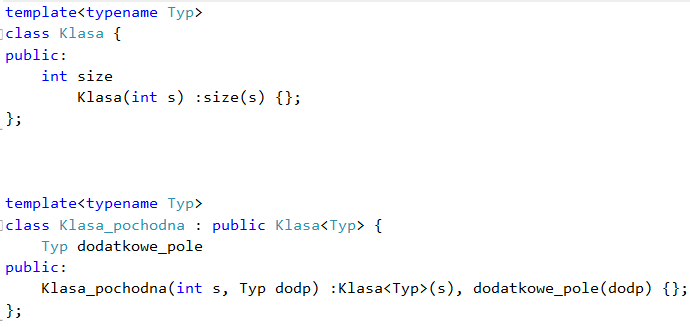 template<typename Typ>
class Klasa {
public:
    int size
        Klasa(int s) :size(s) {};
};
template<typename Typ>
class Klasa_pochodna : public Klasa<Typ> {
    Typ dodatkowe_pole
public:
    Klasa_pochodna(int s, Typ dodp) :Klasa<Typ>(s), dodatkowe_pole(dodp) {};
};